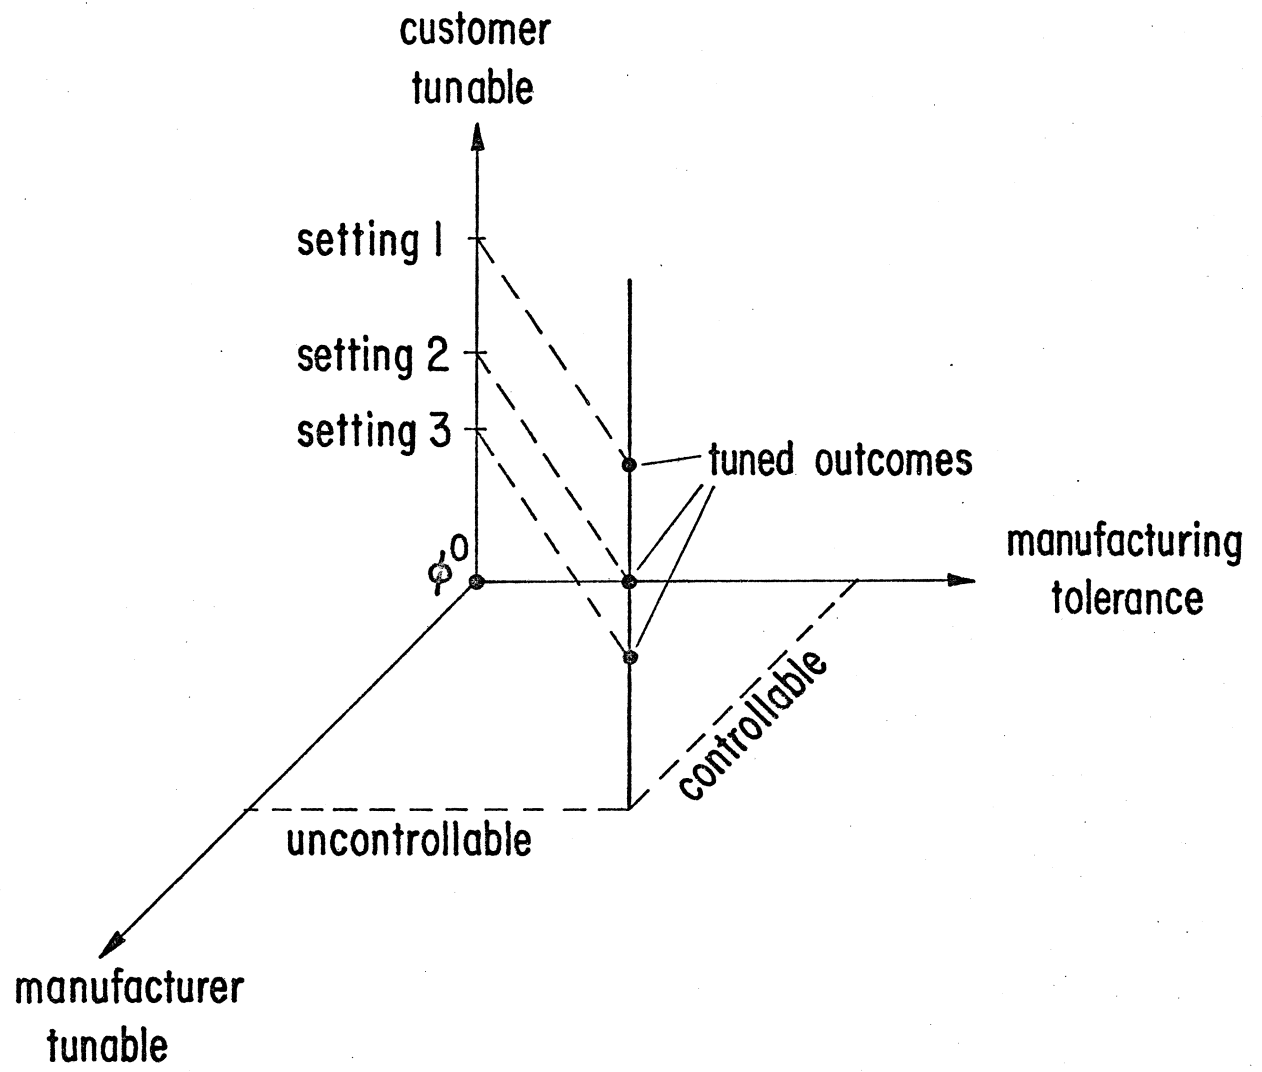 customer
tunable
setting 1
setting 2
setting 3
tuned outcomes
ϕ⁰
manufacturing
tolerance
controllable
uncontrollable
manufacturer
tunable